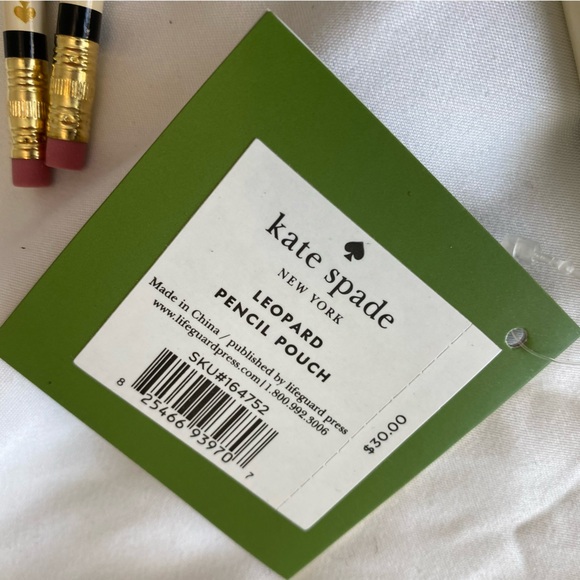 kate spade
NEW YORK
LEOPARD
PENCIL POUCH
Made in China / published by lifeguard press
www.lifeguardpress.com | 1.800.992.3006
SKU#164752
8 25466 93970 7
$30.00